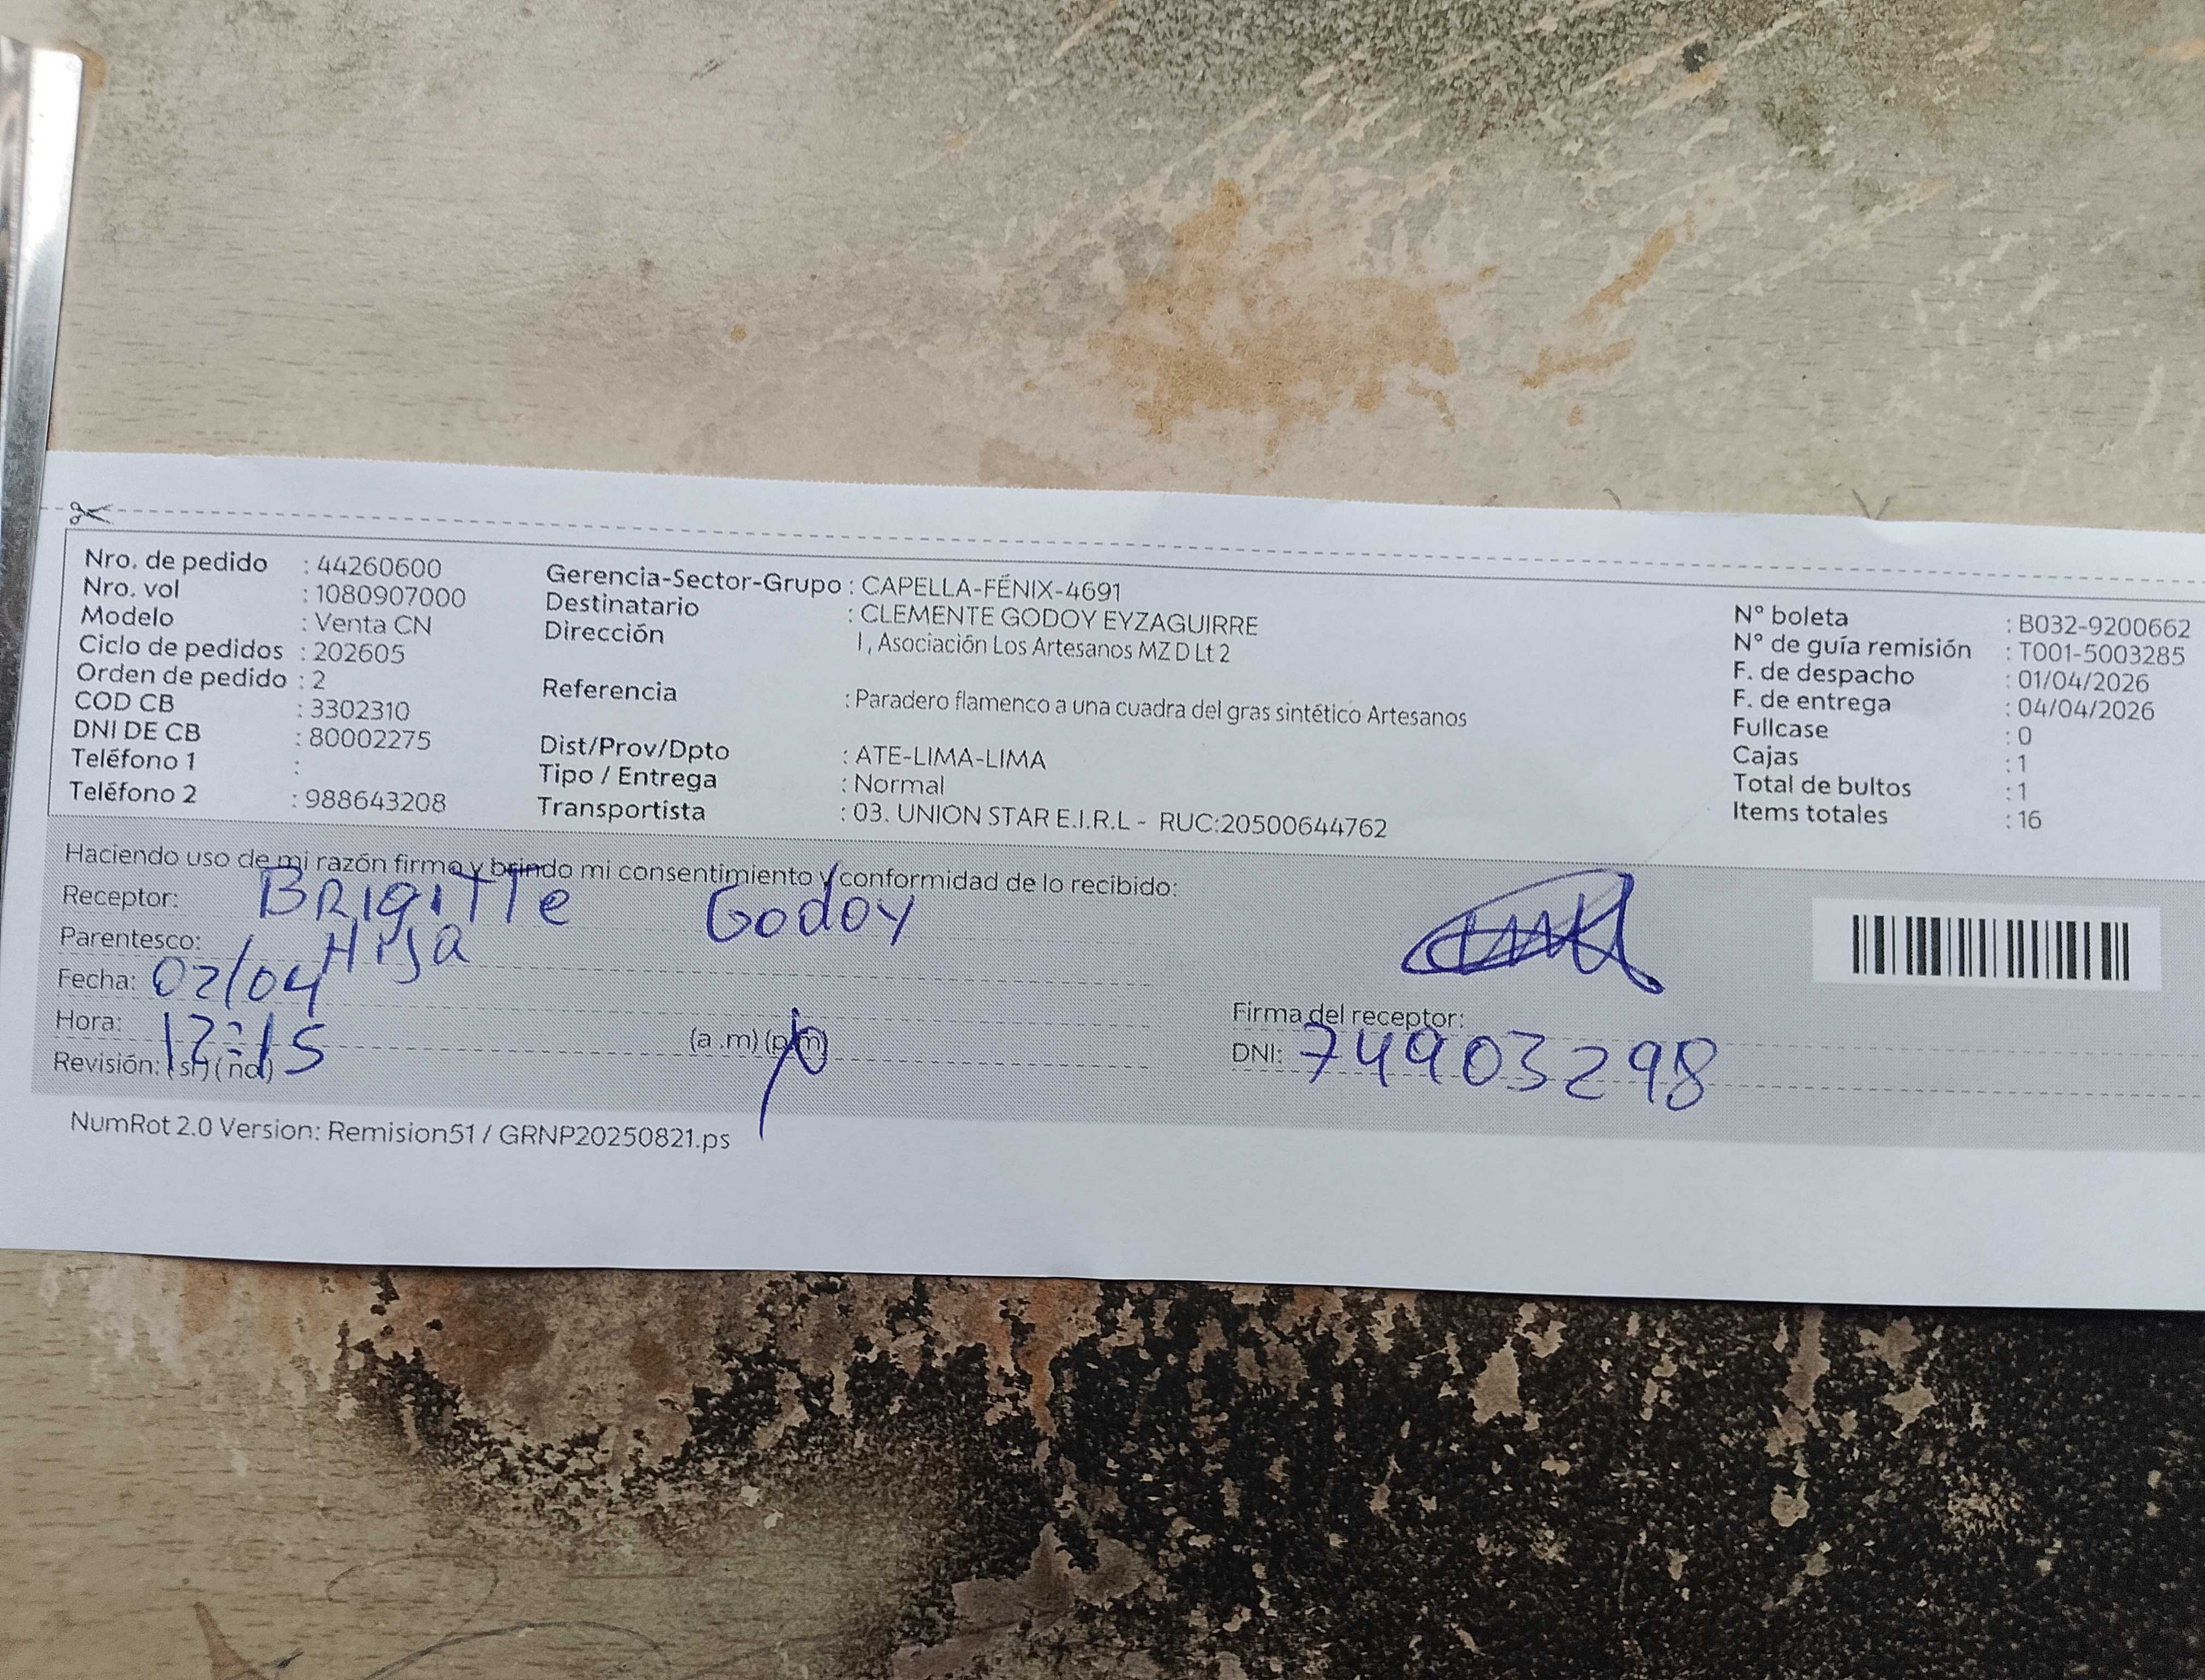 Nro. de pedido : 44260600
Nro. vol : 1080907000
Modelo : Venta CN
Ciclo de pedidos : 202605
Orden de pedido : 2
COD CB : 3302310
DNI DE CB : 80002275
Teléfono 1 :
Teléfono 2 : 988643208
Gerencia-Sector-Grupo : CAPELLA-FÉNIX-4691
Destinatario : CLEMENTE GODOY EYZAGUIRRE
Dirección I , Asociación Los Artesanos MZ D Lt 2
Referencia : Paradero flamenco a una cuadra del gras sintético Artesanos
Dist/Prov/Dpto : ATE-LIMA-LIMA
Tipo / Entrega : Normal
Transportista : 03. UNION STAR E.I.R.L - RUC:20500644762
N° boleta : B032-9200662
N° de guía remisión : T001-5003285
F. de despacho : 01/04/2026
F. de entrega : 04/04/2026
Fullcase : 0
Cajas : 1
Total de bultos : 1
Items totales : 16
Haciendo uso de mi razón firmo y brindo mi consentimiento y conformidad de lo recibido:
Receptor: BRIgiTTe Godoy
Parentesco: HIJa
Fecha: 02/04
Hora: 12:15 (a .m) (p.m)
Revisión: (si) (no)
Firma del receptor:
DNI: 74903298
NumRot 2.0 Version: Remision51 / GRNP20250821.ps